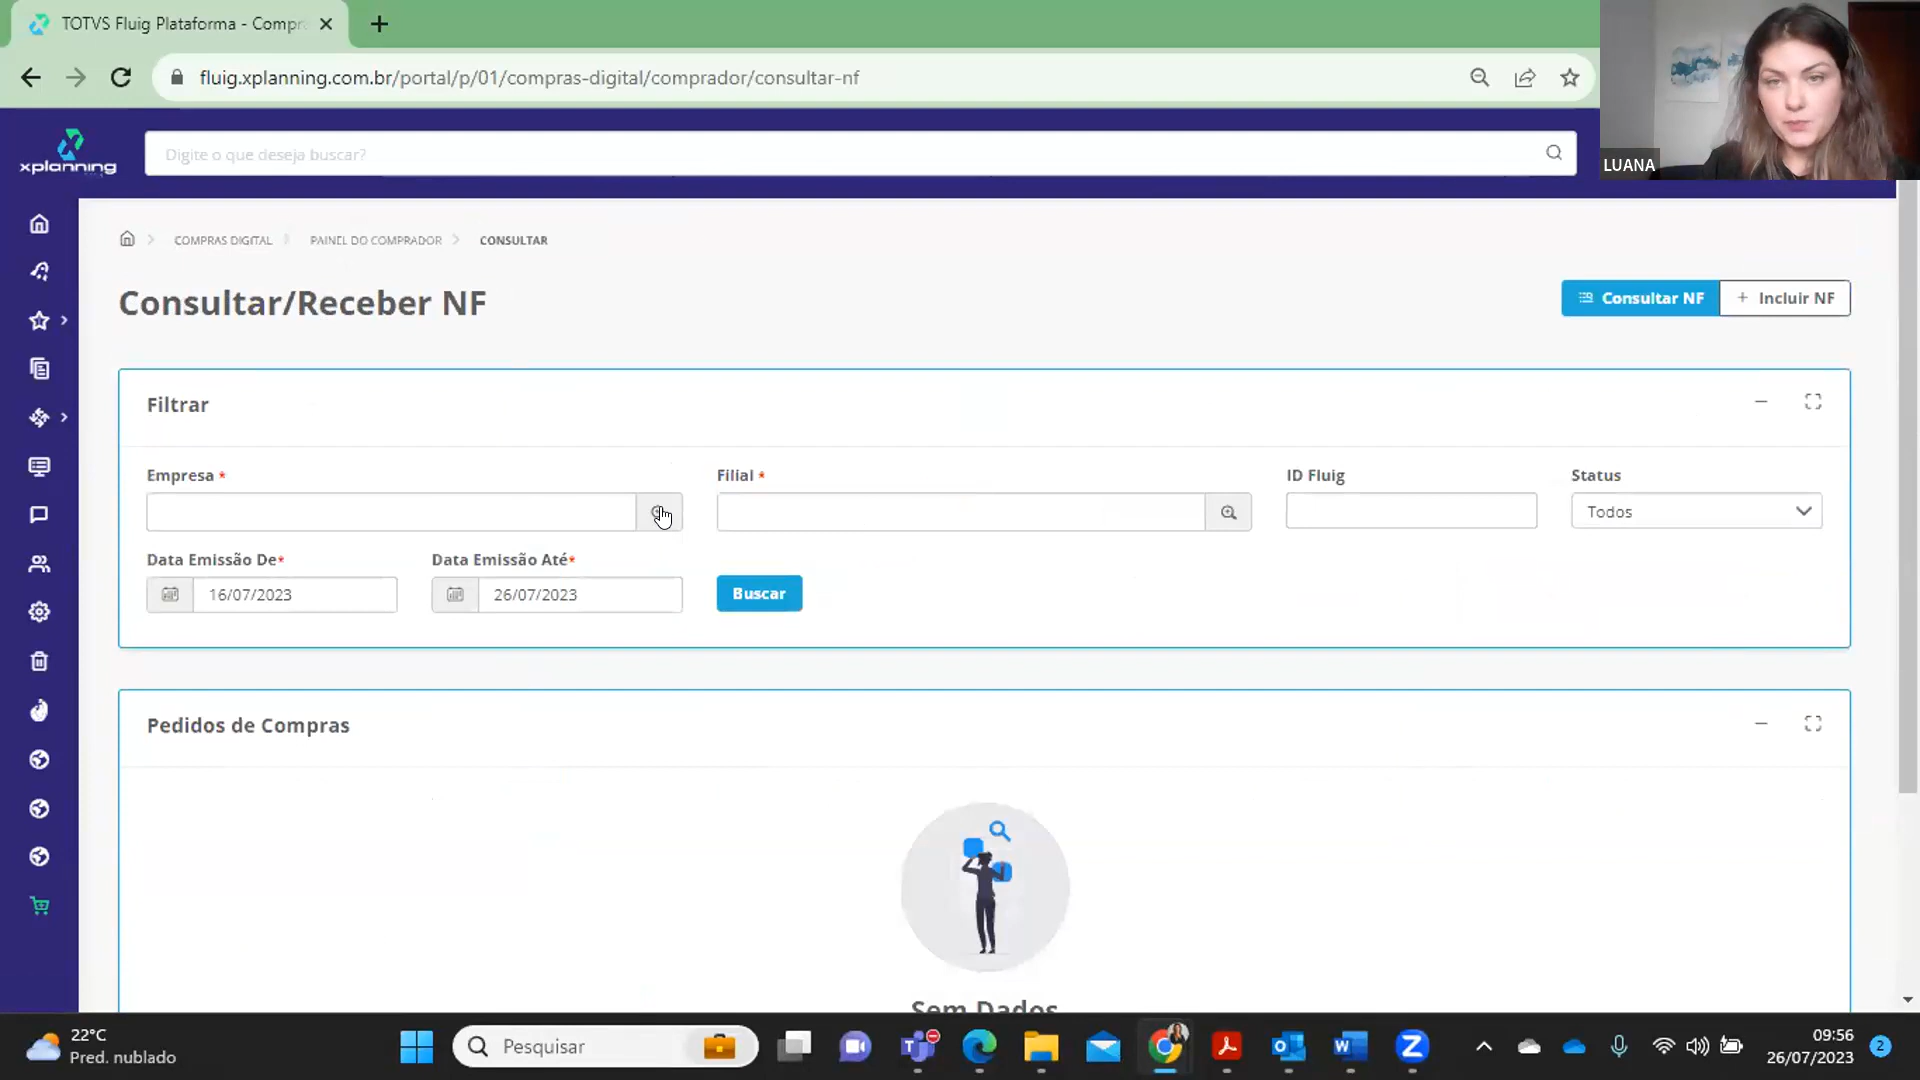 TOTVS Fluig Plataforma - Compr
fluig.xplanning.com.br/portal/p/01/compras-digital/comprador/consultar-nf
xplanning
Digite o que deseja buscar?
LUANA
COMPRAS DIGITAL
PAINEL DO COMPRADOR
CONSULTAR
Consultar/Receber NF
Consultar NF
+ Incluir NF
Filtrar
Empresa *
Filial *
ID Fluig
Status
Todos
Data Emissão De*
Data Emissão Até*
16/07/2023
26/07/2023
Buscar
Pedidos de Compras
Sem Dados
22°C
Pred. nublado
Pesquisar
09:56
26/07/2023
2